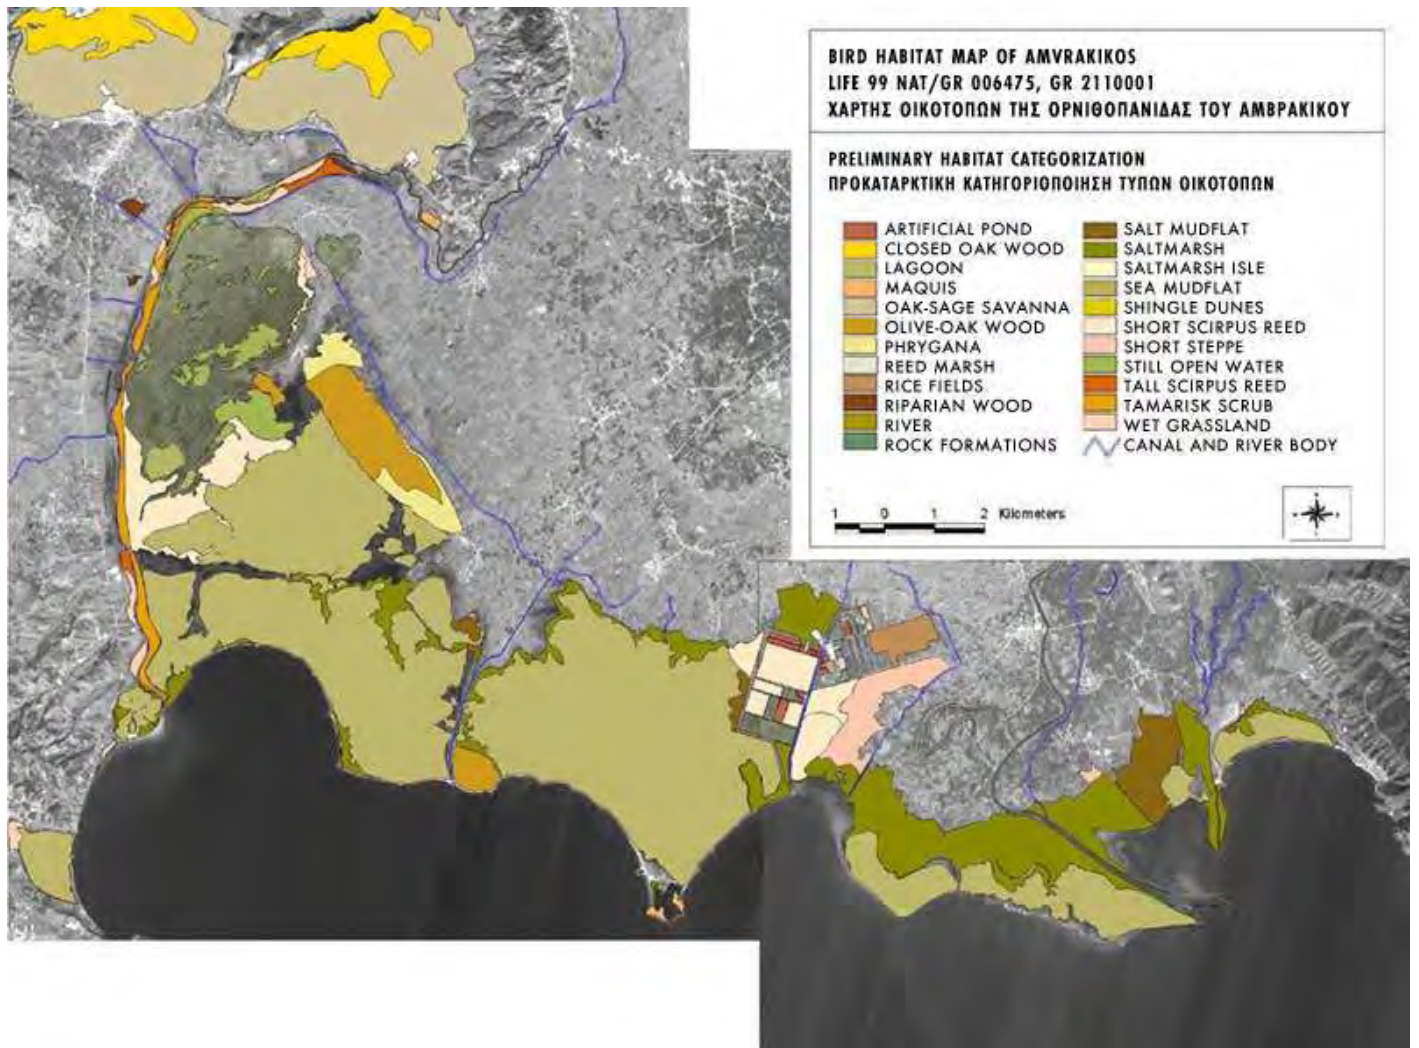 BIRD HABITAT MAP OF AMVRAKIKOS
LIFE 99 NAT/GR 006475, GR 2110001
ΧΑΡΤΗΣ ΟΙΚΟΤΟΠΩΝ ΤΗΣ ΟΡΝΙΘΟΠΑΝΙΔΑΣ ΤΟΥ ΑΜΒΡΑΚΙΚΟΥ
PRELIMINARY HABITAT CATEGORIZATION
ΠΡΟΚΑΤΑΡΚΤΙΚΗ ΚΑΤΗΓΟΡΙΟΠΟΙΗΣΗ ΤΥΠΩΝ ΟΙΚΟΤΟΠΩΝ
ARTIFICIAL POND
CLOSED OAK WOOD
LAGOON
MAQUIS
OAK-SAGE SAVANNA
OLIVE-OAK WOOD
PHRYGANA
REED MARSH
RICE FIELDS
RIPARIAN WOOD
RIVER
ROCK FORMATIONS
SALT MUDFLAT
SALTMARSH
SALTMARSH ISLE
SEA MUDFLAT
SHINGLE DUNES
SHORT SCIRPUS REED
SHORT STEPPE
STILL OPEN WATER
TALL SCIRPUS REED
TAMARISK SCRUB
WET GRASSLAND
CANAL AND RIVER BODY
1 0 1 2 Kilometers